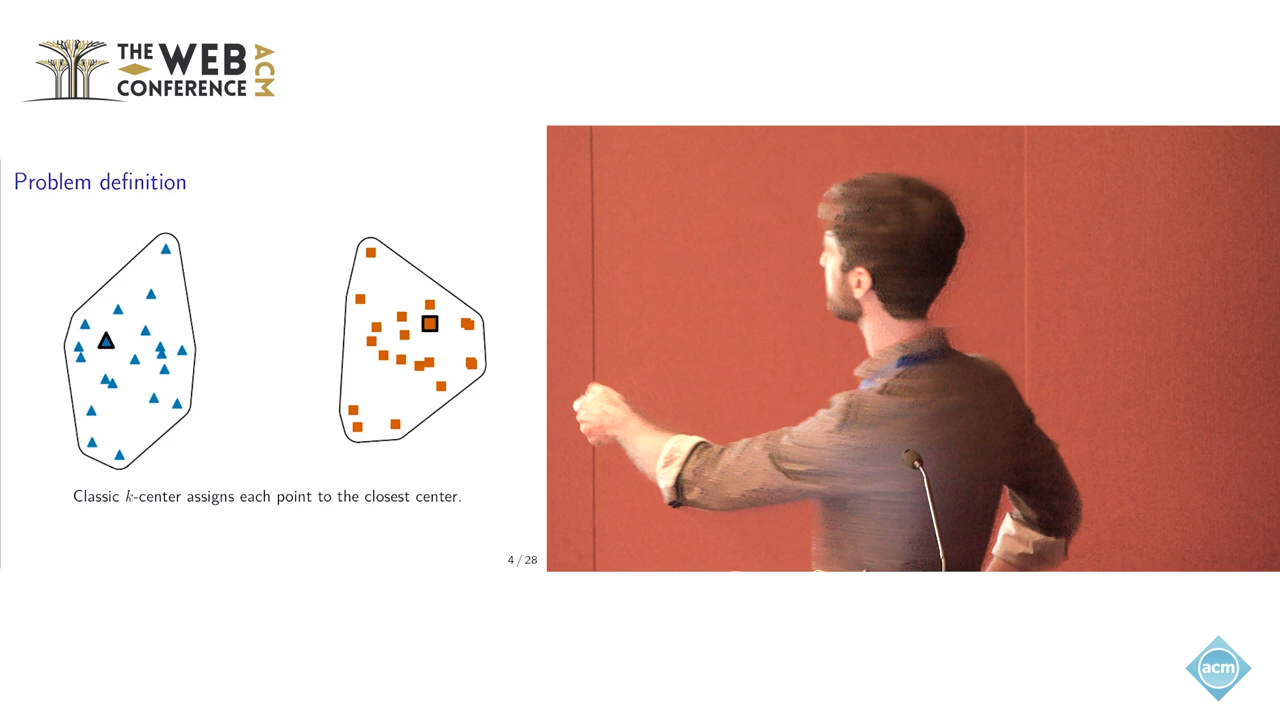 THE WEB
CONFERENCE
ACM
Problem definition
Classic k-center assigns each point to the closest center.
4 / 28
acm